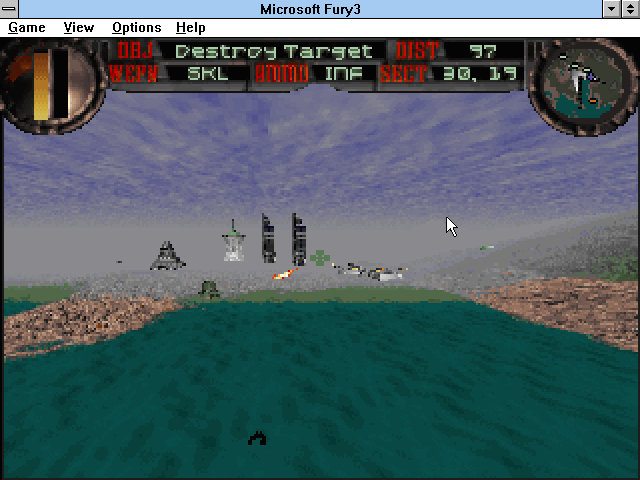 Microsoft Fury3
Game View Options Help
OBJ Destroy Target DIST 97
WEPN SKL AMMO INF SECT 30,19